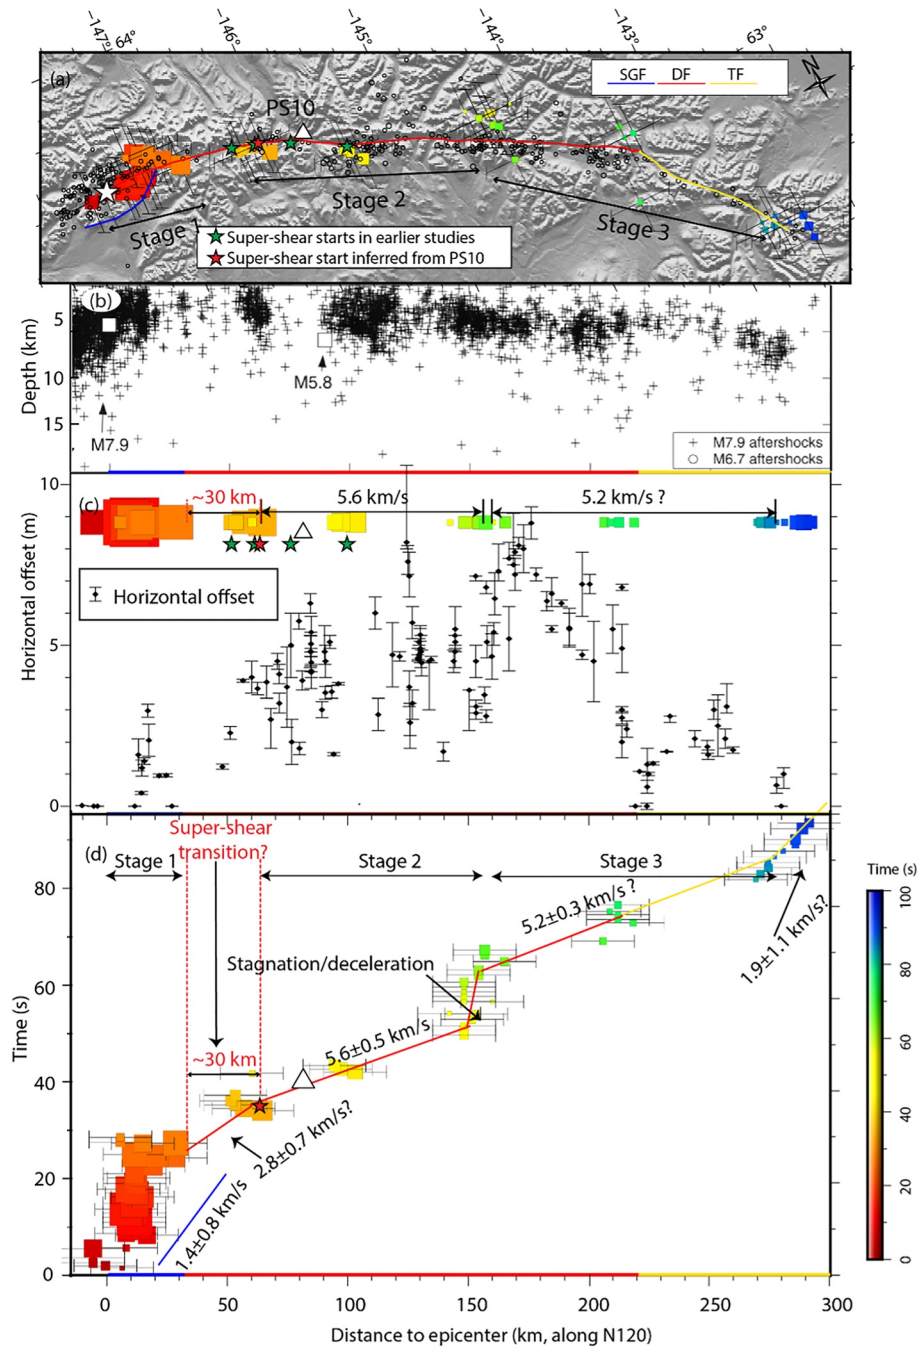 −147° 64°
−146°
−145°
−144°
−143°
63°
(a)
PS10
N
SGF DF TF
Stage 1
Stage 2
Stage 3
Super-shear starts in earlier studies
Super-shear start inferred from PS10
(b)
Depth (km)
5
10
15
M7.9
M5.8
M7.9 aftershocks
M6.7 aftershocks
(c)
Horizontal offset (m)
10
5
0
~30 km
5.6 km/s
5.2 km/s ?
Horizontal offset
(d)
Super-shear
transition?
Stage 1
Stage 2
Stage 3
Time (s)
80
60
40
20
0
Stagnation/deceleration
5.2±0.3 km/s ?
1.9±1.1 km/s?
5.6±0.5 km/s
~30 km
2.8±0.7 km/s?
1.4±0.8 km/s
0 50 100 150 200 250 300
Distance to epicenter (km, along N120)
Time (s)
100
80
60
40
20
0